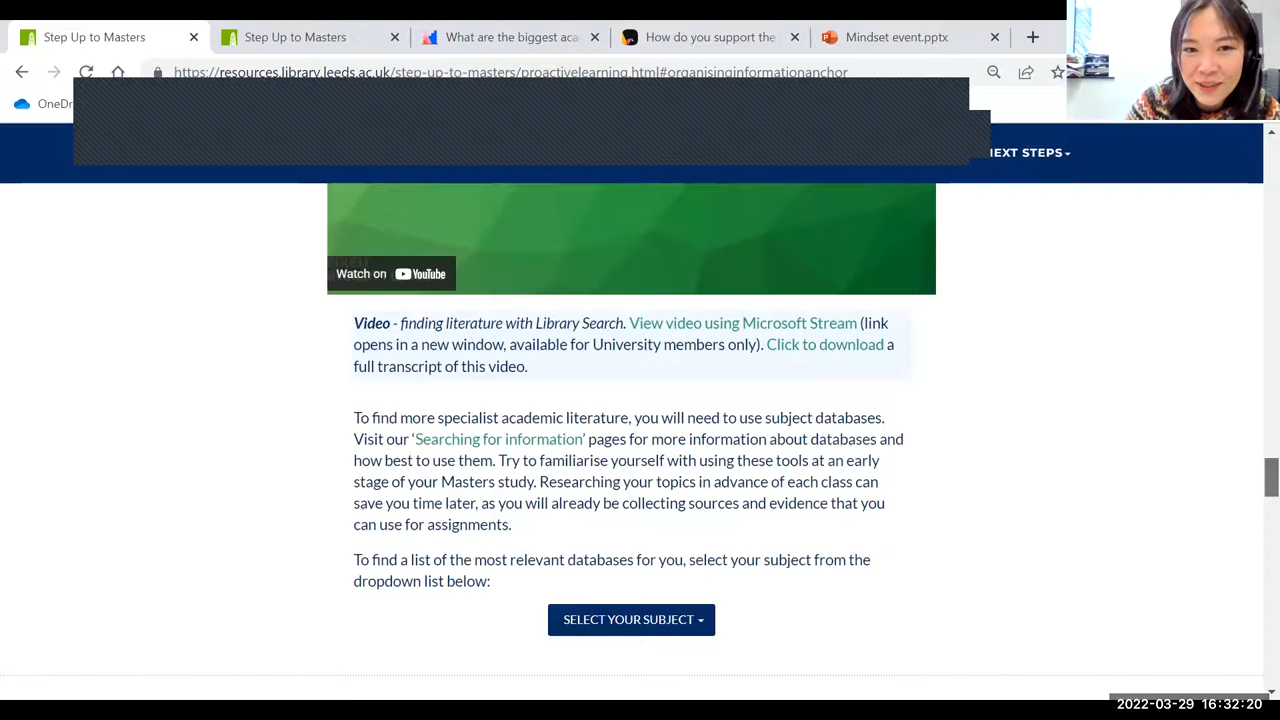 Step Up to Masters
Step Up to Masters
What are the biggest aca
How do you support the
Mindset event.pptx
https://resources.library.leeds.ac.uk/step-up-to-masters/proactivelearning.html#organisinginformationanchor
OneDr
NEXT STEPS
Watch on YouTube
Video - finding literature with Library Search. View video using Microsoft Stream (link
opens in a new window, available for University members only). Click to download a
full transcript of this video.
To find more specialist academic literature, you will need to use subject databases.
Visit our ‘Searching for information’ pages for more information about databases and
how best to use them. Try to familiarise yourself with using these tools at an early
stage of your Masters study. Researching your topics in advance of each class can
save you time later, as you will already be collecting sources and evidence that you
can use for assignments.
To find a list of the most relevant databases for you, select your subject from the
dropdown list below:
SELECT YOUR SUBJECT
2022-03-29 16:32:20